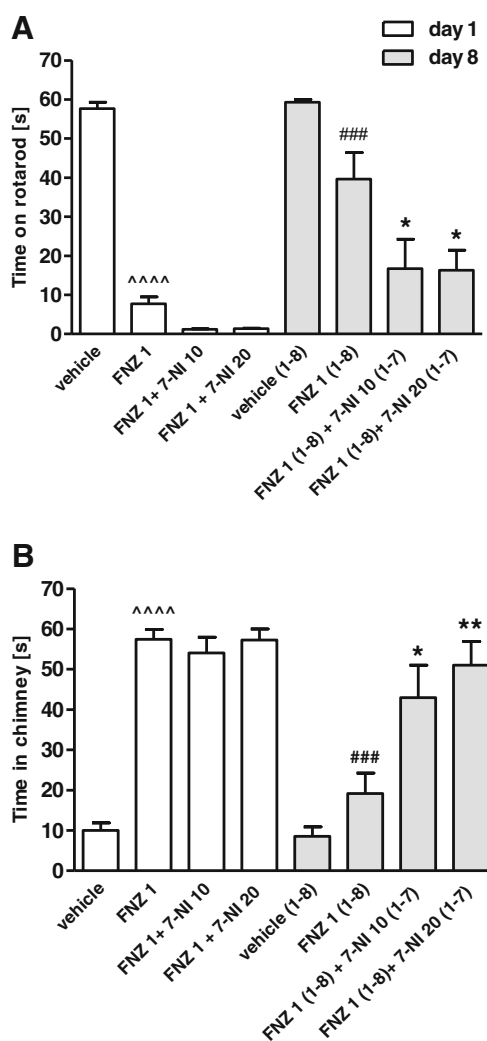 A
day 1
day 8
Time on rotarod [s]
70
60
50
40
30
20
10
0
^^^^
###
*
*
vehicle
FNZ 1
FNZ 1+ 7-NI 10
FNZ 1 + 7-NI 20
vehicle (1-8)
FNZ 1 (1-8)
FNZ 1 (1-8) + 7-NI 10 (1-7)
FNZ 1 (1-8)+ 7-NI 20 (1-7)
B
Time in chimney [s]
70
60
50
40
30
20
10
0
^^^^
###
*
**
vehicle
FNZ 1
FNZ 1+ 7-NI 10
FNZ 1 + 7-NI 20
vehicle (1-8)
FNZ 1 (1-8)
FNZ 1 (1-8) + 7-NI 10 (1-7)
FNZ 1 (1-8)+ 7-NI 20 (1-7)